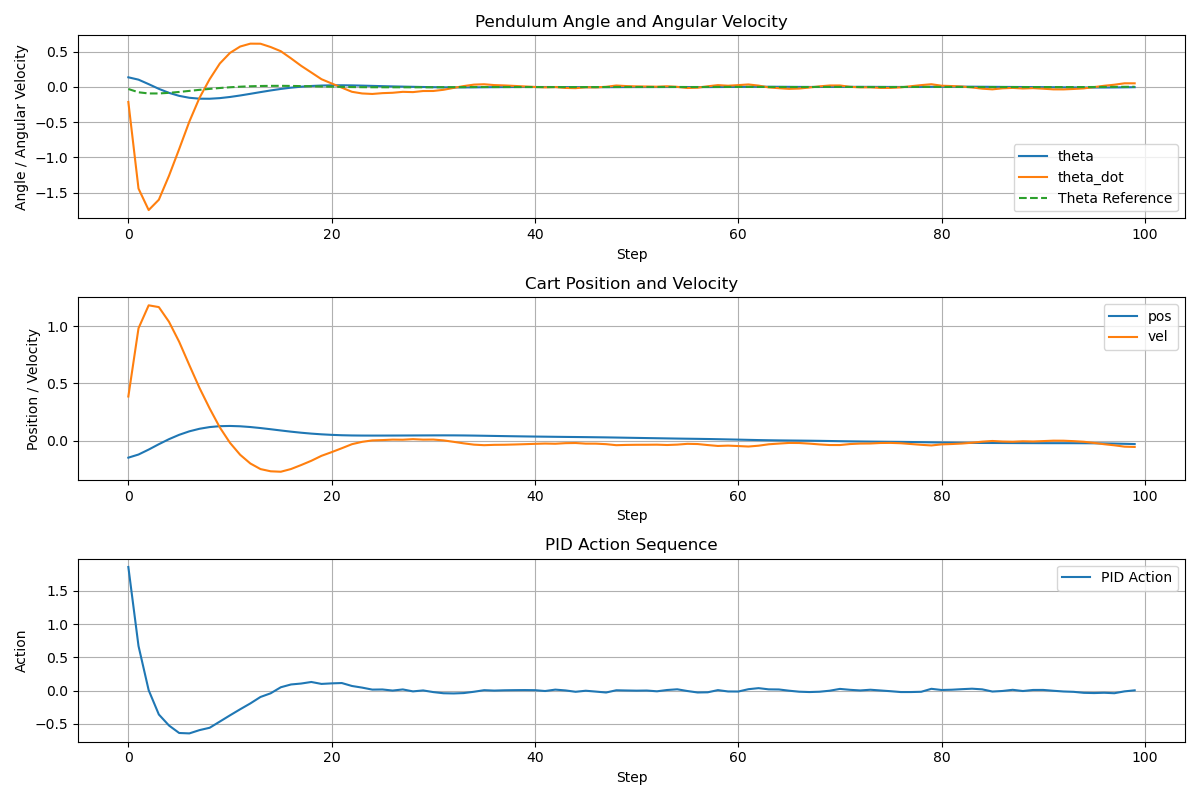 Pendulum Angle and Angular Velocity
Angle / Angular Velocity
0.5
0.0
−0.5
−1.0
−1.5
theta
theta_dot
Theta Reference
0 20 40 60 80 100
Step
Cart Position and Velocity
Position / Velocity
1.0
0.5
0.0
pos
vel
0 20 40 60 80 100
Step
PID Action Sequence
Action
1.5
1.0
0.5
0.0
−0.5
PID Action
0 20 40 60 80 100
Step